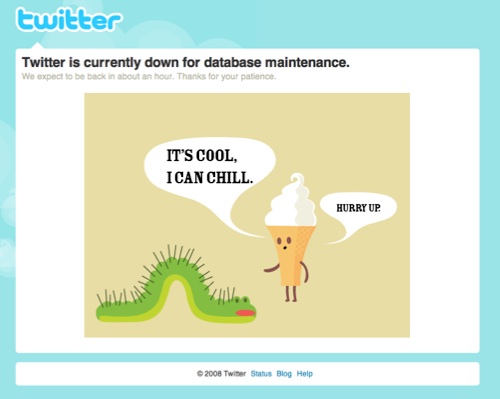 twitter
Twitter is currently down for database maintenance.
We expect to be back in about an hour. Thanks for your patience.
IT'S COOL,
I CAN CHILL.
HURRY UP.
© 2008 Twitter Status Blog Help